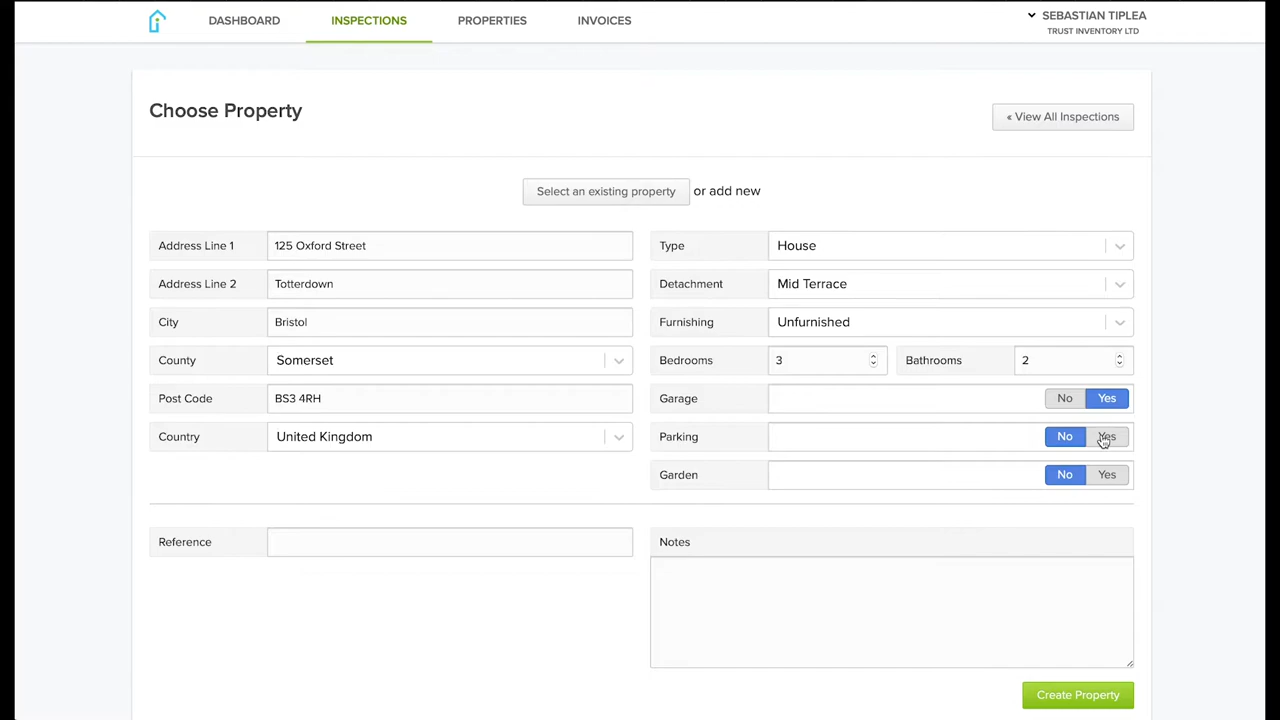 DASHBOARD INSPECTIONS PROPERTIES INVOICES SEBASTIAN TIPLEA
TRUST INVENTORY LTD
Choose Property
« View All Inspections
Select an existing property or add new
Address Line 1 125 Oxford Street Type House
Address Line 2 Totterdown Detachment Mid Terrace
City Bristol Furnishing Unfurnished
County Somerset Bedrooms 3 Bathrooms 2
Post Code BS3 4RH Garage No Yes
Country United Kingdom Parking No Yes
Garden No Yes
Reference Notes
Create Property